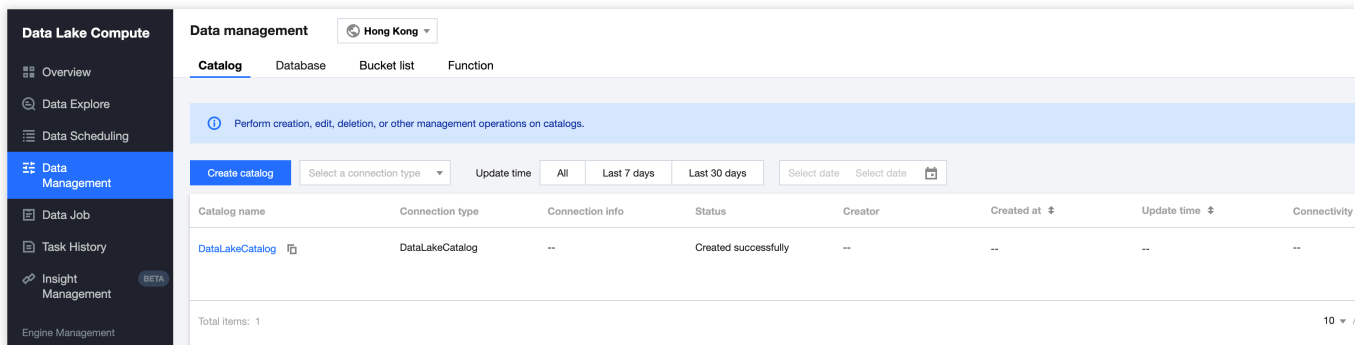 Data Lake Compute
Overview
Data Explore
Data Scheduling
Data
Management
Data Job
Task History
Insight BETA
Management
Engine Management
Data management Hong Kong
Catalog Database Bucket list Function
Perform creation, edit, deletion, or other management operations on catalogs.
Create catalog Select a connection type Update time All Last 7 days Last 30 days Select date Select date
Catalog name Connection type Connection info Status Creator Created at Update time Connectivity
DataLakeCatalog DataLakeCatalog -- Created successfully -- -- -- --
Total items: 1 10 /